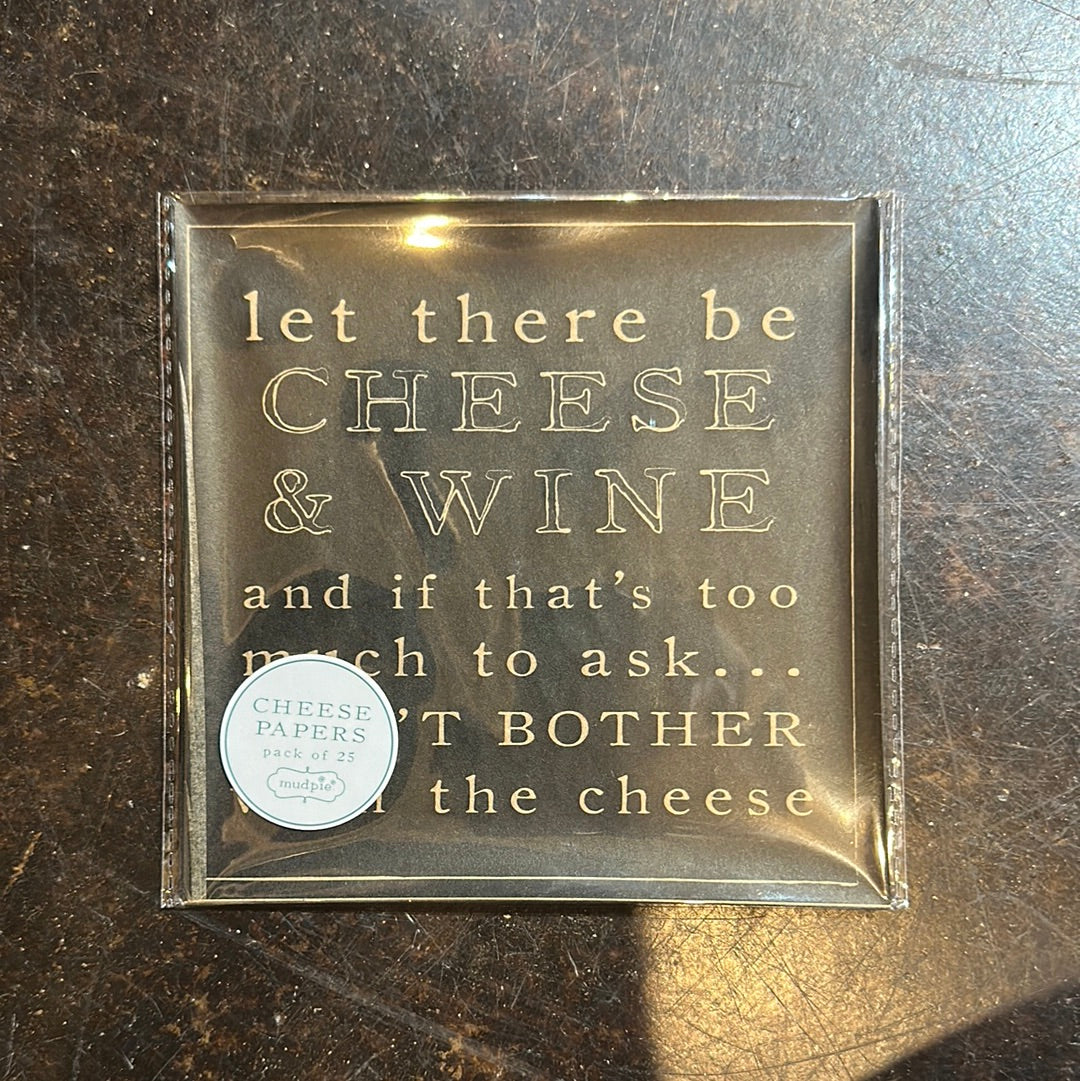 let there be
CHEESE
& WINE
and if that's too
much to ask...
'T BOTHER
the cheese
CHEESE
PAPERS
pack of 25
mudpie